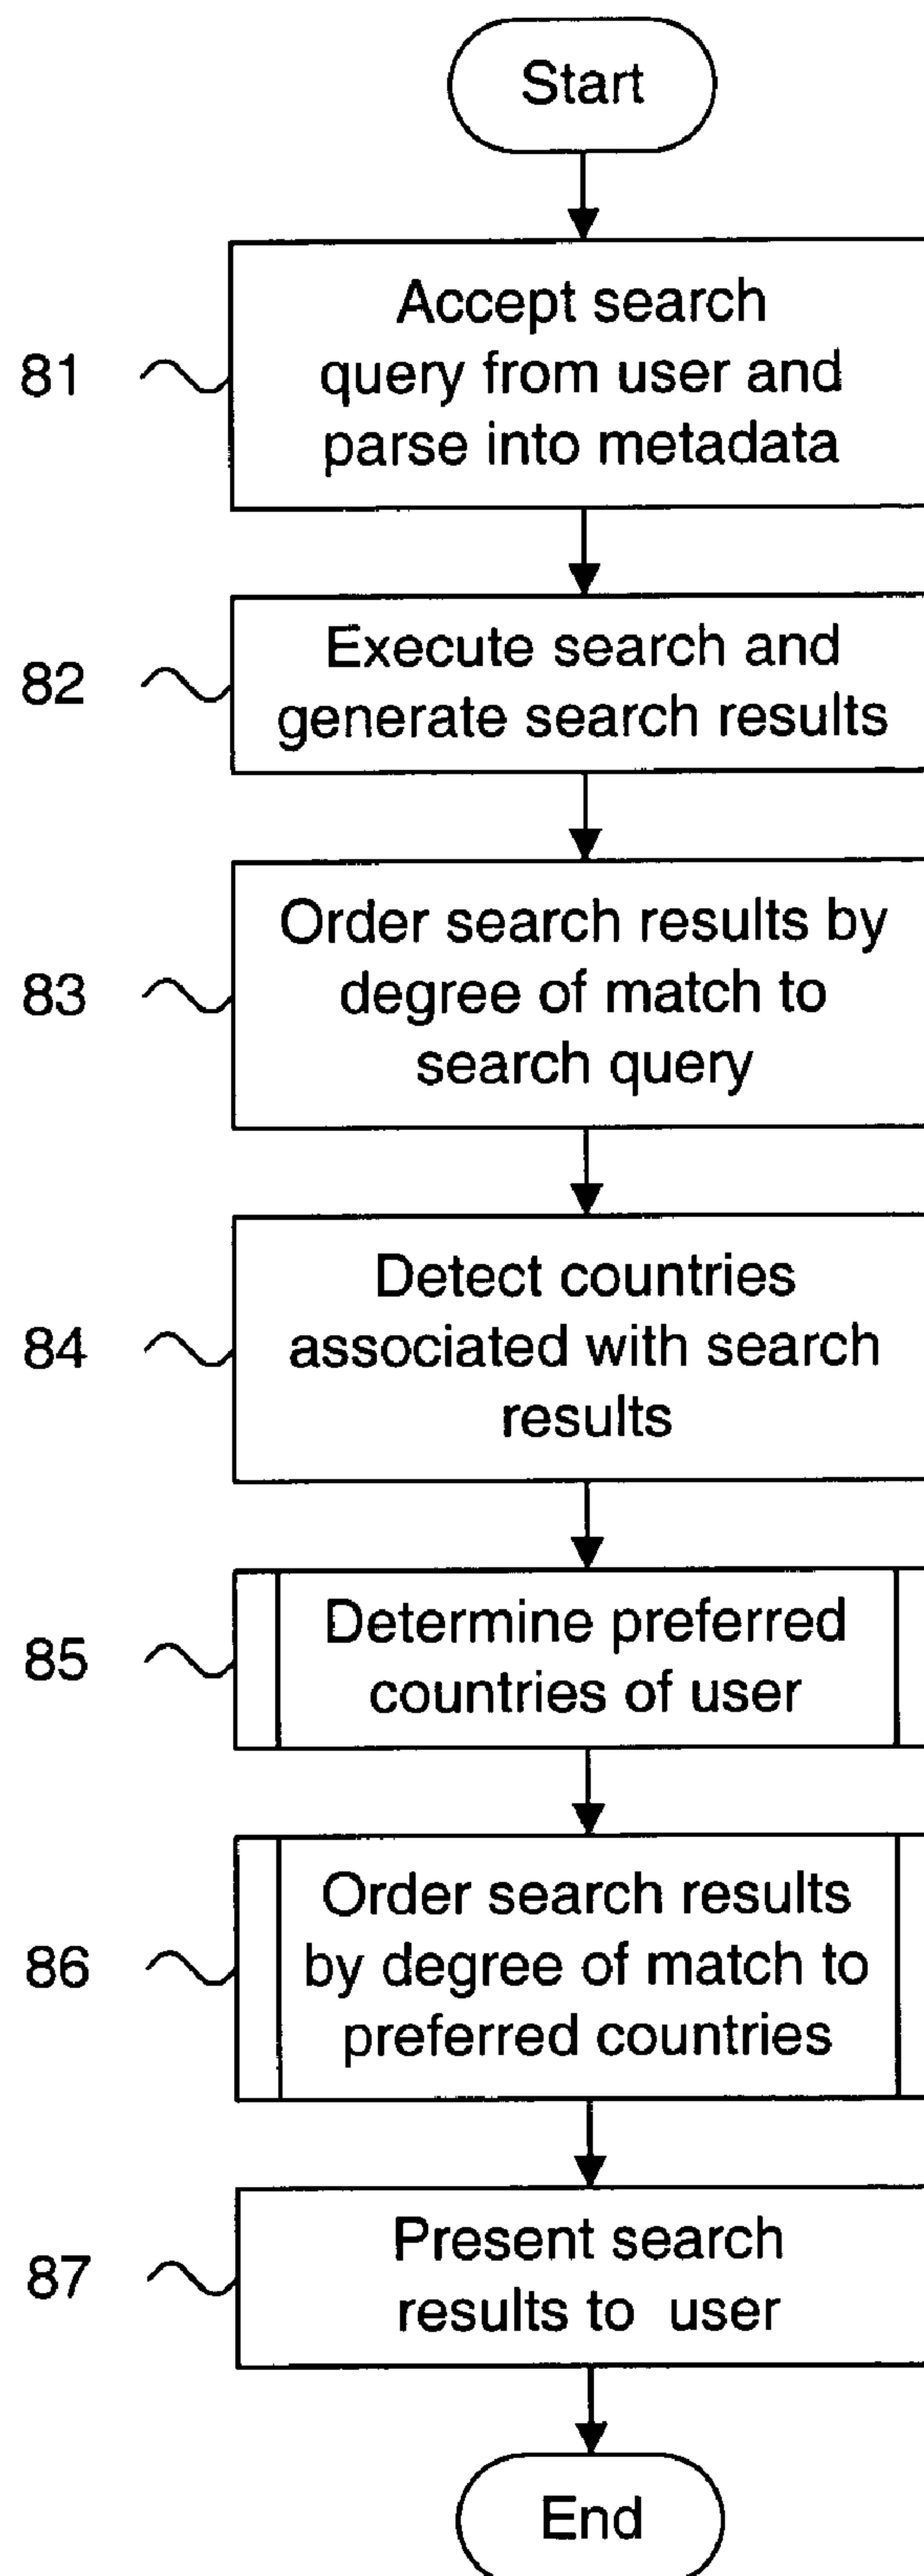 Start
81
Accept search
query from user and
parse into metadata
82
Execute search and
generate search results
83
Order search results by
degree of match to
search query
84
Detect countries
associated with search
results
85
Determine preferred
countries of user
86
Order search results
by degree of match to
preferred countries
87
Present search
results to user
End